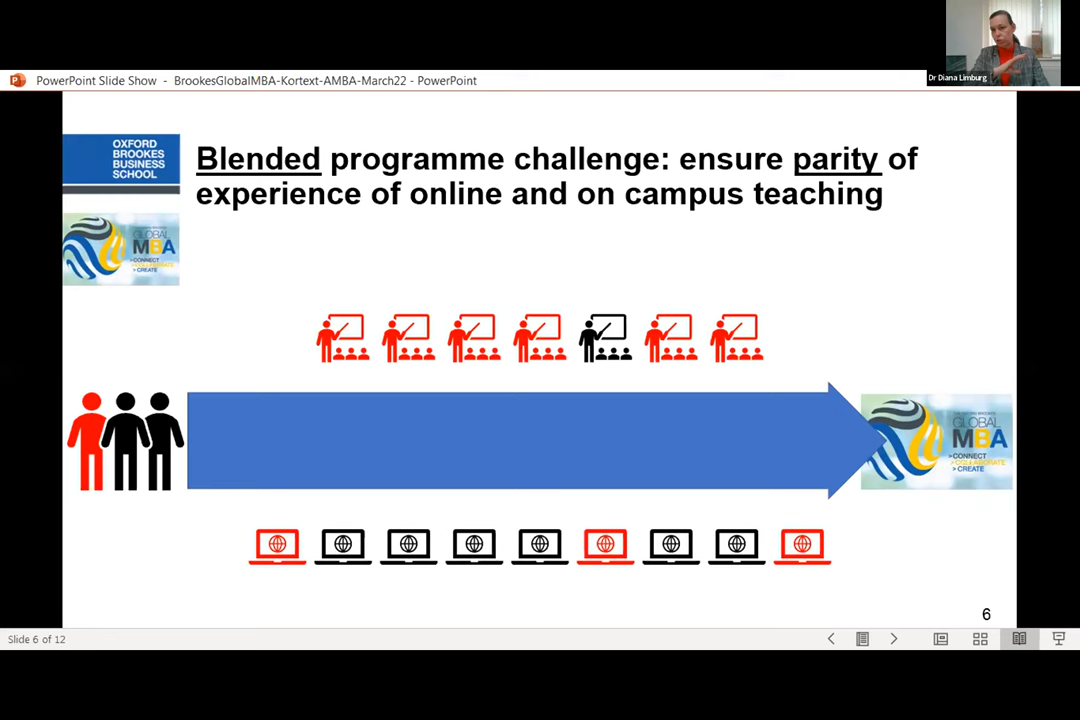 Dr Diana Limburg
PowerPoint Slide Show - BrookesGlobalMBA-Kortext-AMBA-March22 - PowerPoint
OXFORD
BROOKES
BUSINESS
SCHOOL
Blended programme challenge: ensure parity of
experience of online and on campus teaching
GLOBAL
MBA
>CONNECT
>COLLABORATE
>CREATE
GLOBAL
MBA
>CONNECT
>COLLABORATE
>CREATE
6
Slide 6 of 12